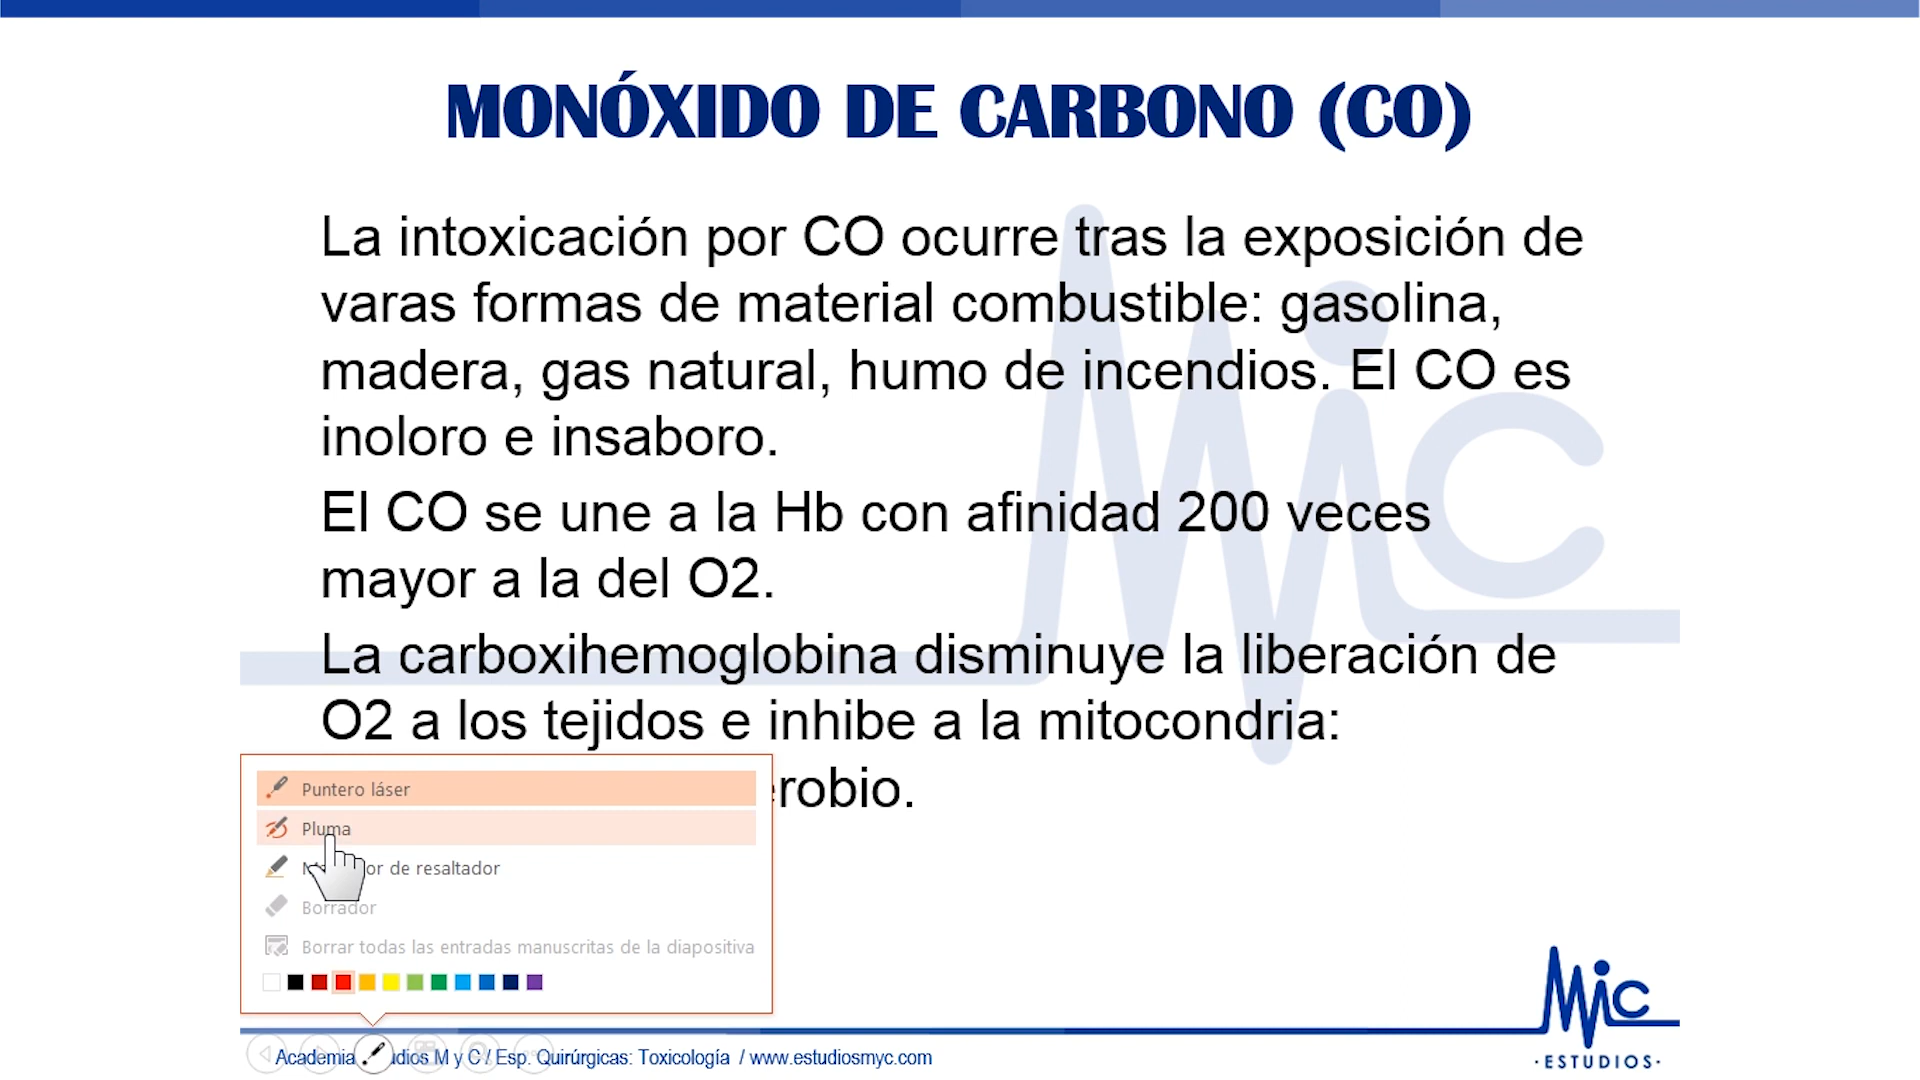 MONÓXIDO DE CARBONO (CO)
La intoxicación por CO ocurre tras la exposición de
varas formas de material combustible: gasolina,
madera, gas natural, humo de incendios. El CO es
inoloro e insaboro.
El CO se une a la Hb con afinidad 200 veces
mayor a la del O2.
La carboxihemoglobina disminuye la liberación de
O2 a los tejidos e inhibe a la mitocondria:
robio.
Puntero láser
Pluma
de resaltador
Borrador
Borrar todas las entradas manuscritas de la diapositiva
Academia M y C / Esp. Quirúrgicas: Toxicología / www.estudiosmyc.com
MiC
·ESTUDIOS·
MiC